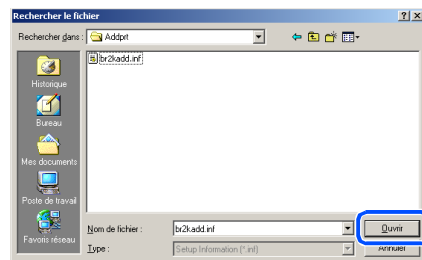 Rechercher le fichier
Rechercher dans : Addprt
br2kadd.inf
Historique
Bureau
Mes documents
Poste de travail
Favoris réseau
Nom de fichier : br2kadd.inf Ouvrir
Type : Setup Information (*.inf) Annuler